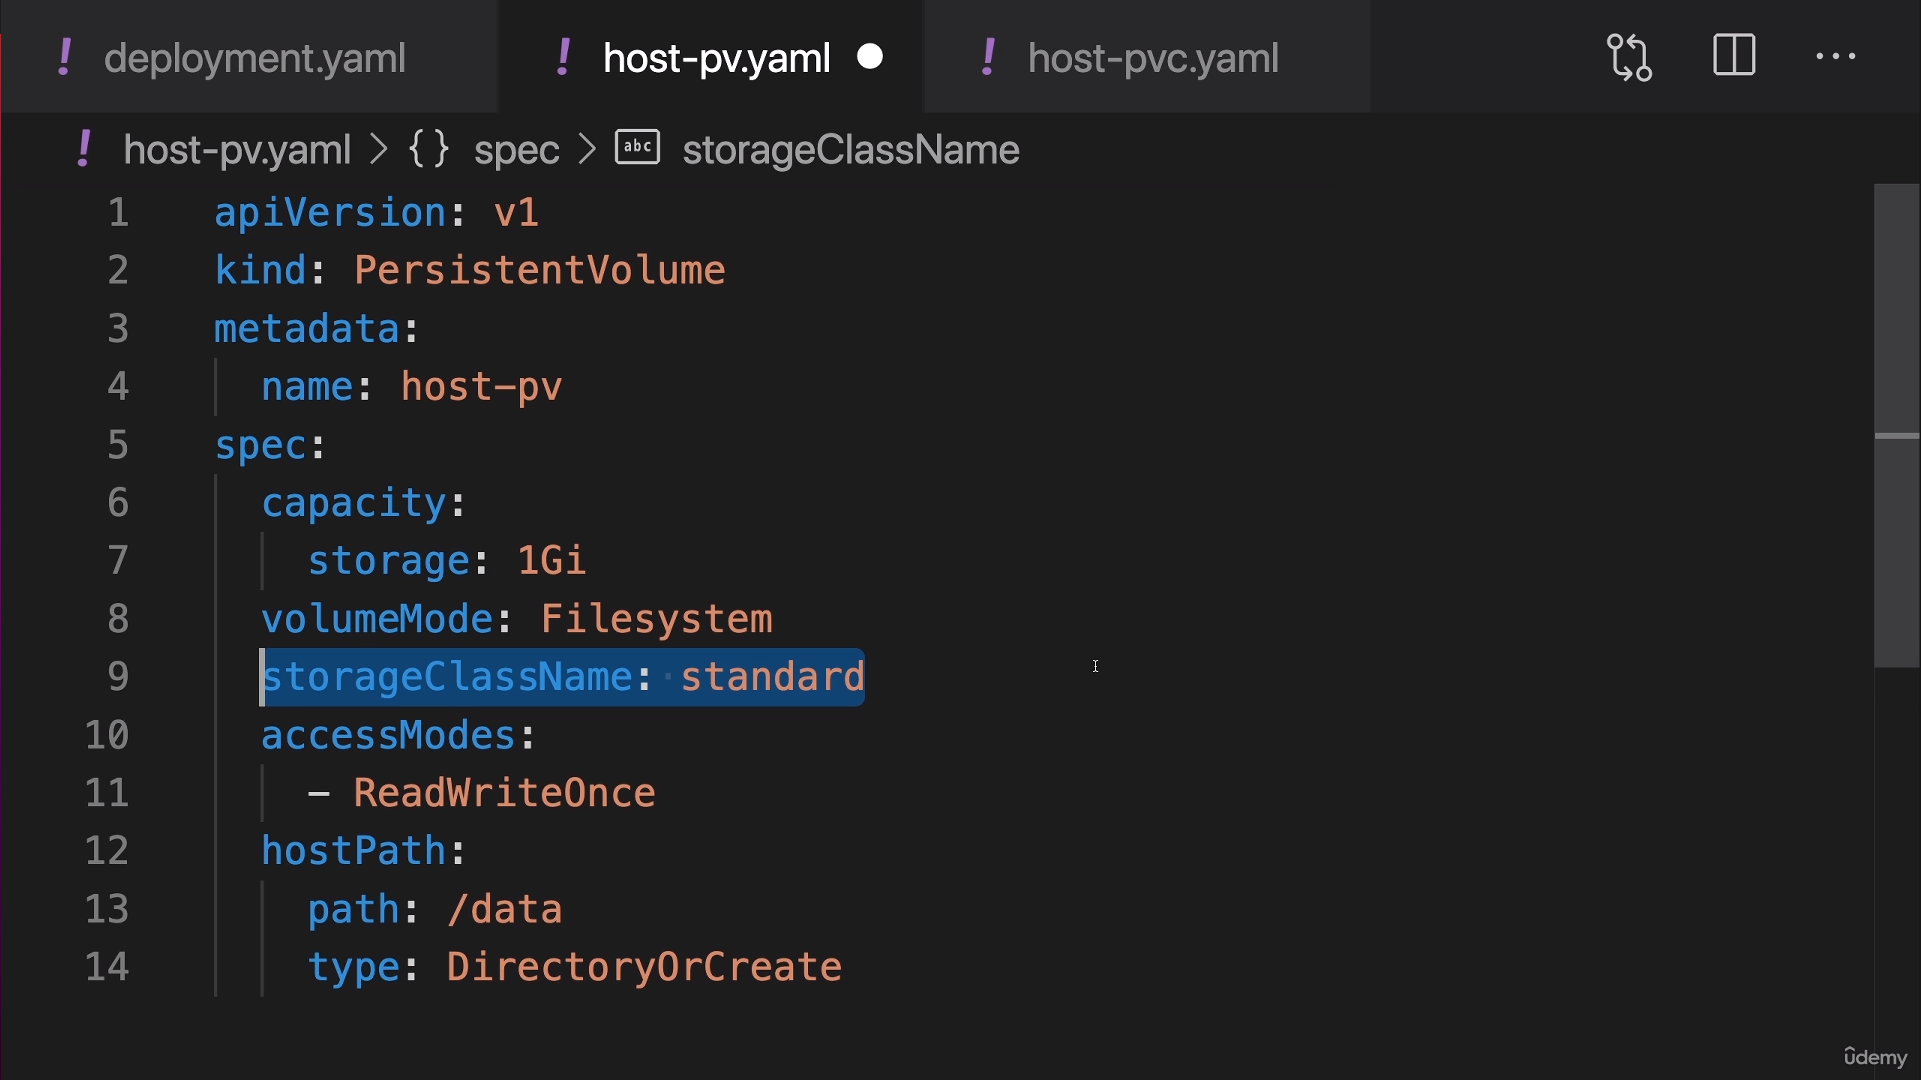 ! deployment.yaml ! host-pv.yaml ● ! host-pvc.yaml ...
! host-pv.yaml > {} spec > abc storageClassName
1 apiVersion: v1
2 kind: PersistentVolume
3 metadata:
4   name: host-pv
5 spec:
6   capacity:
7     storage: 1Gi
8   volumeMode: Filesystem
9   storageClassName: standard
10   accessModes:
11     - ReadWriteOnce
12   hostPath:
13     path: /data
14     type: DirectoryOrCreate
ûdemy